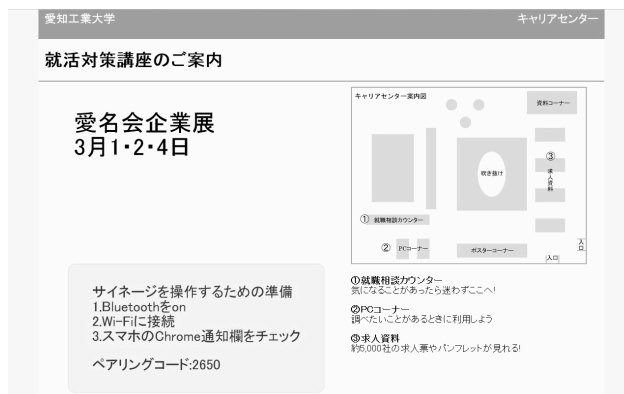 愛知工業大学
キャリアセンター
就活対策講座のご案内
愛名会企業展
3月1・2・4日
サイネージを操作するための準備
1.Bluetoothをon
2.Wi-Fiに接続
3.スマホのChrome通知欄をチェック
ペアリングコード:2650
キャリアセンター案内図
資料コーナー
吹き抜け
③
求人資料
① 就職相談カウンター
② PCコーナー
ポスターコーナー
入口
入口
①就職相談カウンター
気になることがあったら迷わずここへ!
②PCコーナー
調べたいことがあるときに利用しよう
③求人資料
約5,000社の求人票やパンフレットが見れる!